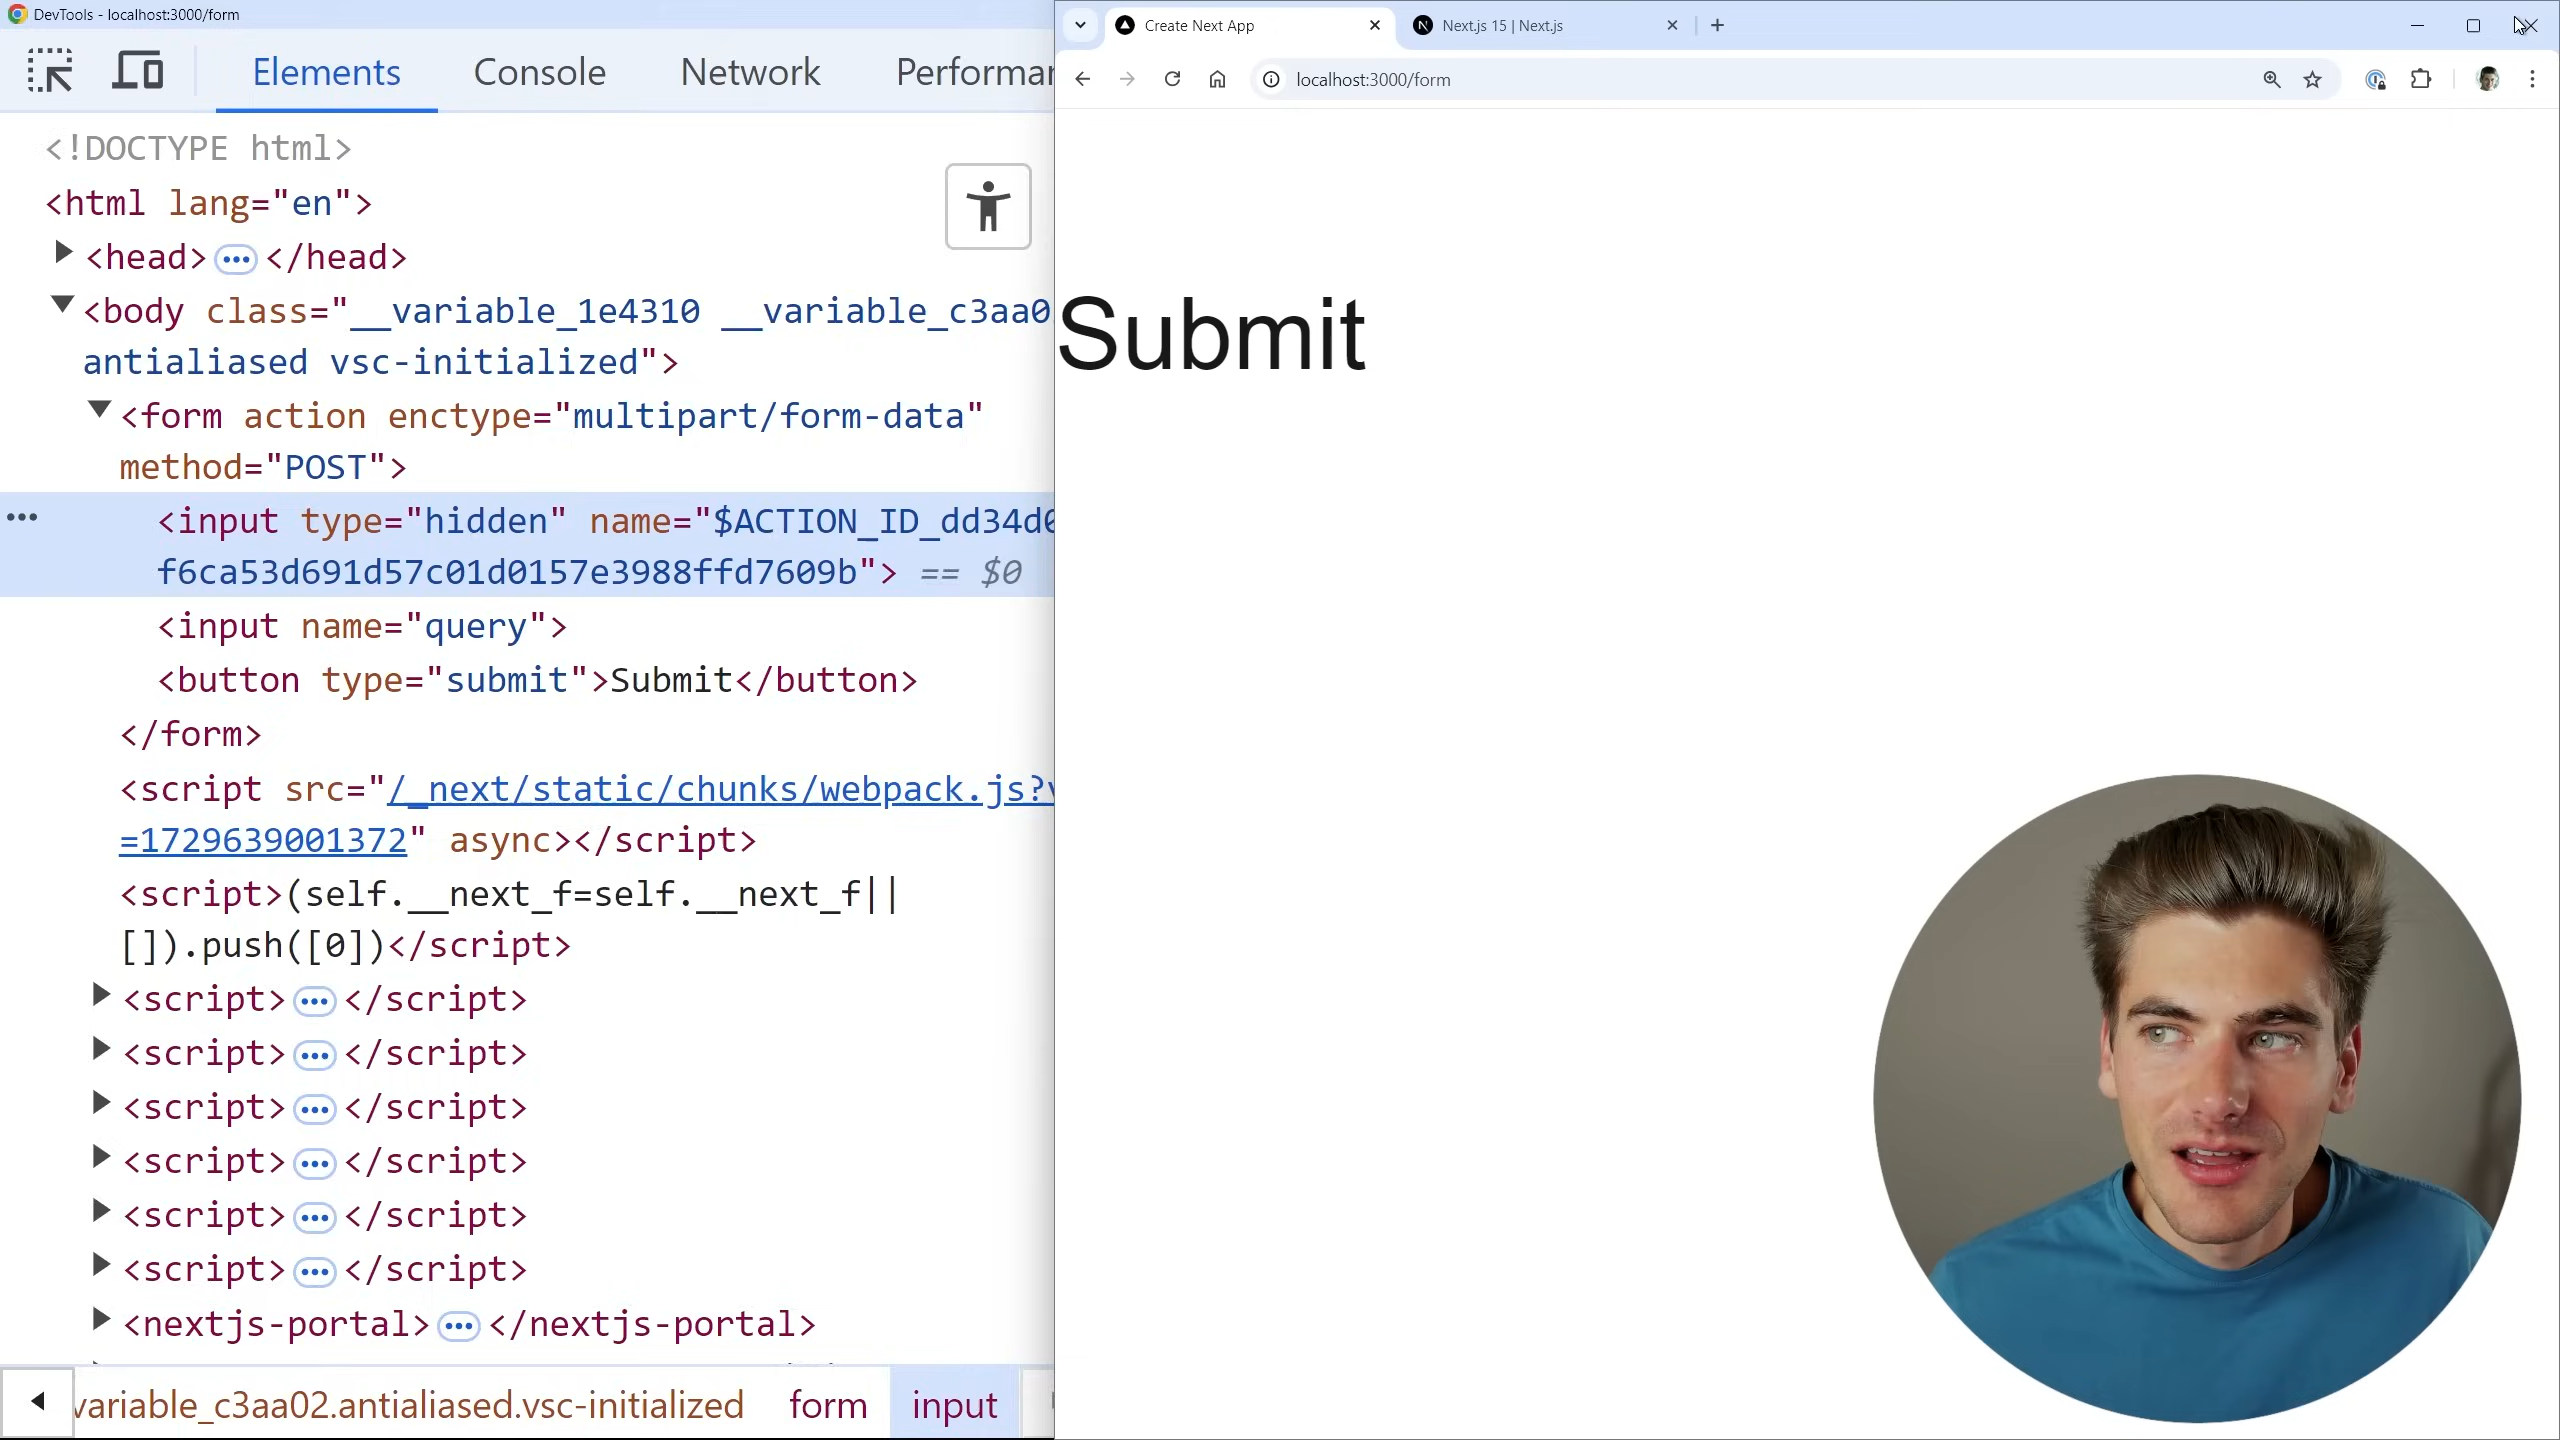 DevTools - localhost:3000/form
Elements Console Network Performan
<!DOCTYPE html>
<html lang="en">
<head>…</head>
<body class="__variable_1e4310 __variable_c3aa0
antialiased vsc-initialized">
<form action enctype="multipart/form-data"
method="POST">
<input type="hidden" name="$ACTION_ID_dd34d0
f6ca53d691d57c01d0157e3988ffd7609b"> == $0
<input name="query">
<button type="submit">Submit</button>
</form>
<script src="/_next/static/chunks/webpack.js?v
=1729639001372" async></script>
<script>(self.__next_f=self.__next_f||
[]).push([0])</script>
<script>…</script>
<script>…</script>
<script>…</script>
<script>…</script>
<script>…</script>
<script>…</script>
<nextjs-portal>…</nextjs-portal>
variable_c3aa02.antialiased.vsc-initialized form input
Create Next App
Next.js 15 | Next.js
localhost:3000/form
Submit